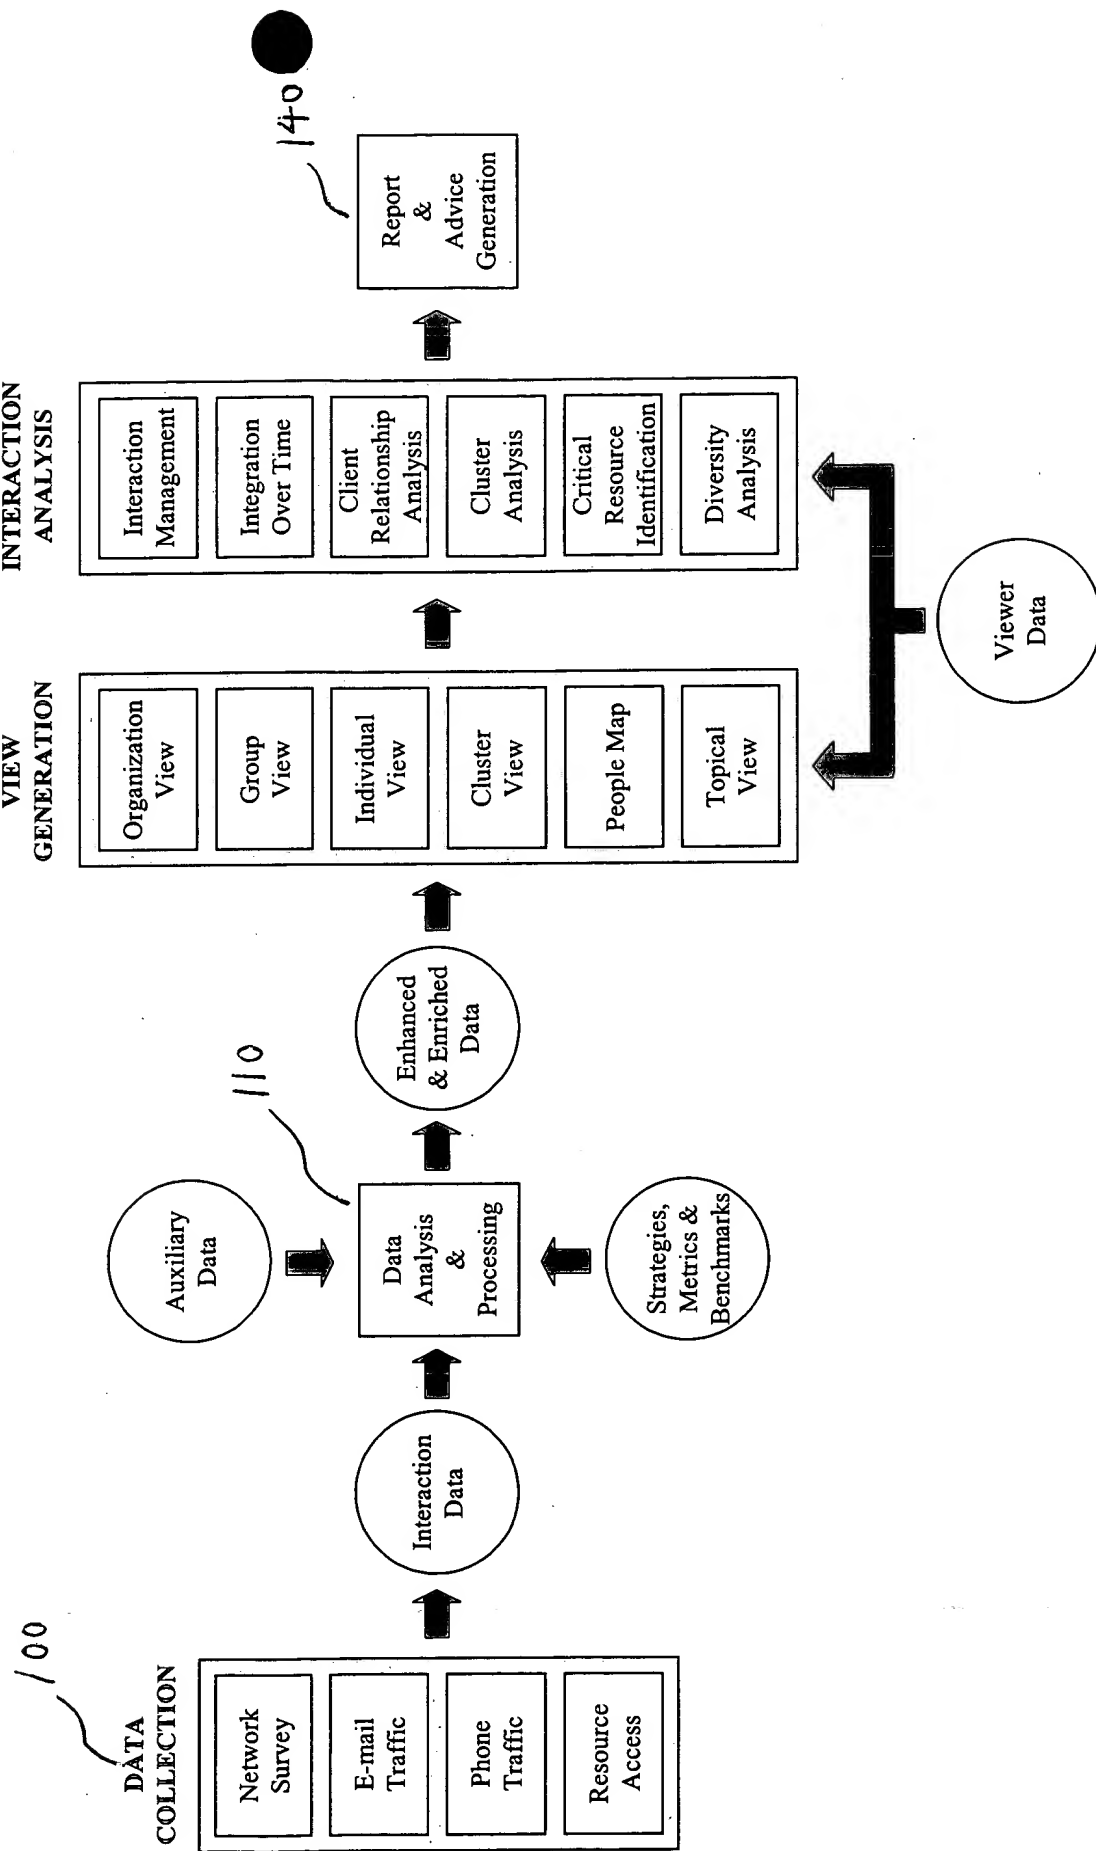 100
DATA
COLLECTION
Network
Survey
E-mail
Traffic
Phone
Traffic
Resource
Access
Interaction
Data
Auxiliary
Data
110
Data
Analysis
&
Processing
Strategies,
Metrics &
Benchmarks
Enhanced
& Enriched
Data
VIEW
GENERATION
Organization
View
Group
View
Individual
View
Cluster
View
People Map
Topical
View
INTERACTION
ANALYSIS
Interaction
Management
Integration
Over Time
Client
Relationship
Analysis
Cluster
Analysis
Critical
Resource
Identification
Diversity
Analysis
Viewer
Data
140
Report
&
Advice
Generation